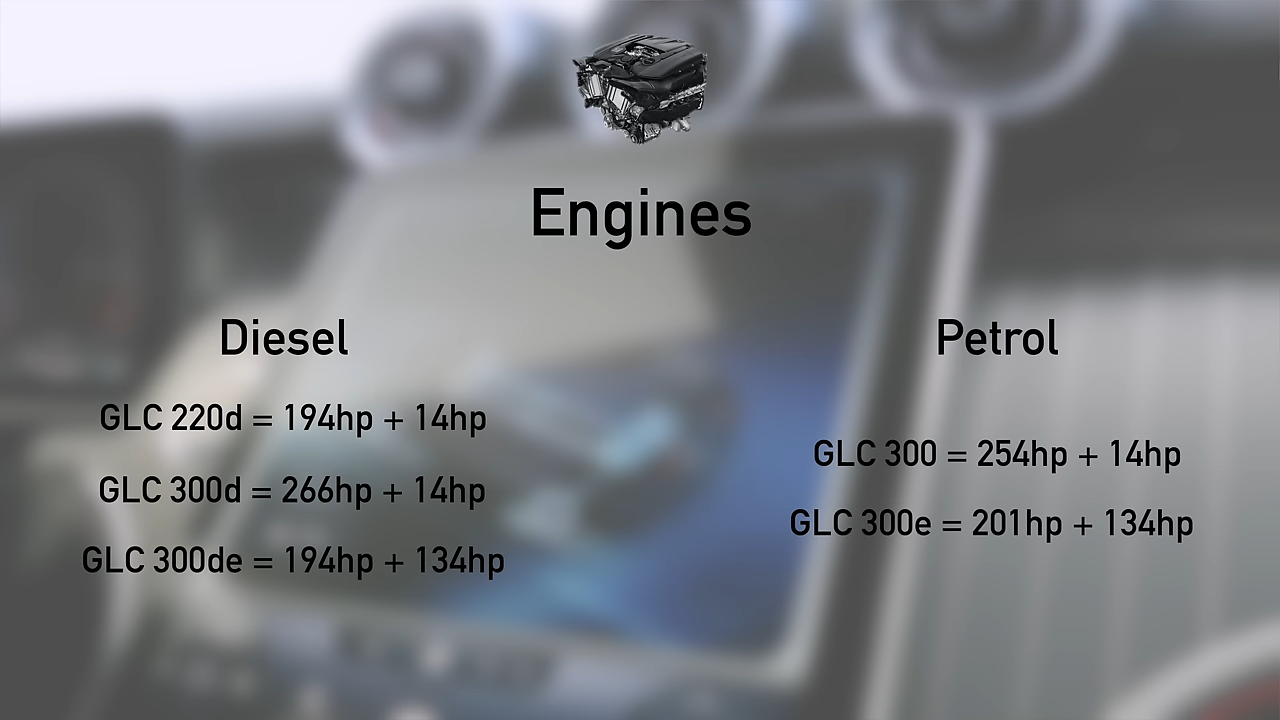 Engines
Diesel
GLC 220d = 194hp + 14hp
GLC 300d = 266hp + 14hp
GLC 300de = 194hp + 134hp
Petrol
GLC 300 = 254hp + 14hp
GLC 300e = 201hp + 134hp